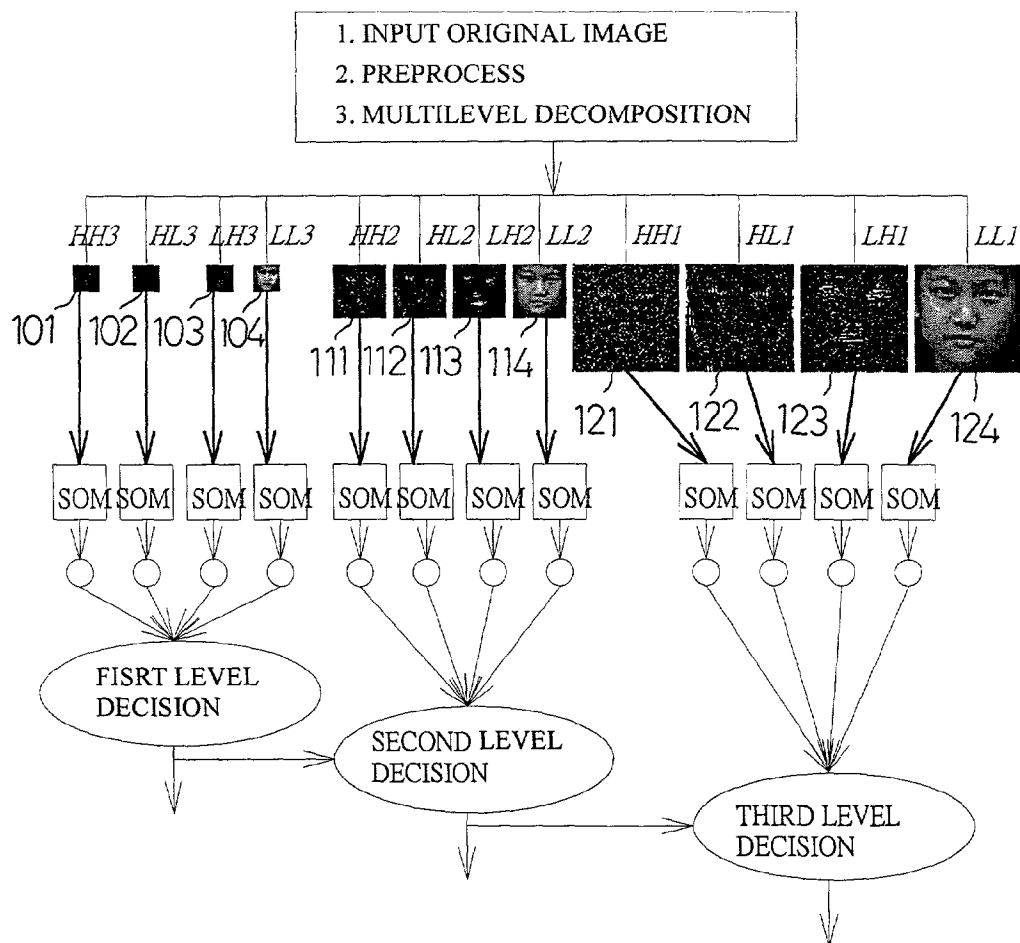 1. INPUT ORIGINAL IMAGE
2. PREPROCESS
3. MULTILEVEL DECOMPOSITION
HH3 HL3 LH3 LL3 HH2 HL2 LH2 LL2 HH1 HL1 LH1 LL1
101 102 103 104 111 112 113 114 121 122 123 124
SOM SOM SOM SOM SOM SOM SOM SOM SOM SOM SOM SOM
FISRT LEVEL
DECISION
SECOND LEVEL
DECISION
THIRD LEVEL
DECISION